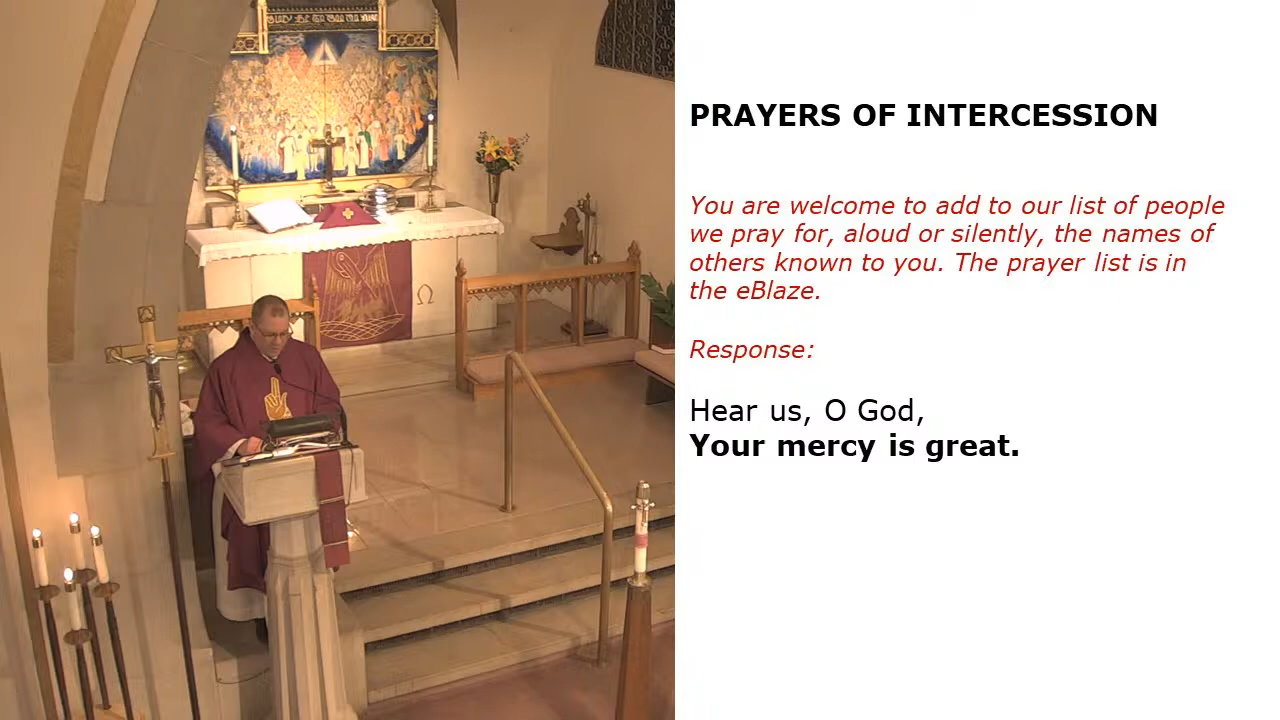 PRAYERS OF INTERCESSION
You are welcome to add to our list of people
we pray for, aloud or silently, the names of
others known to you. The prayer list is in
the eBlaze.
Response:
Hear us, O God,
Your mercy is great.
Ω